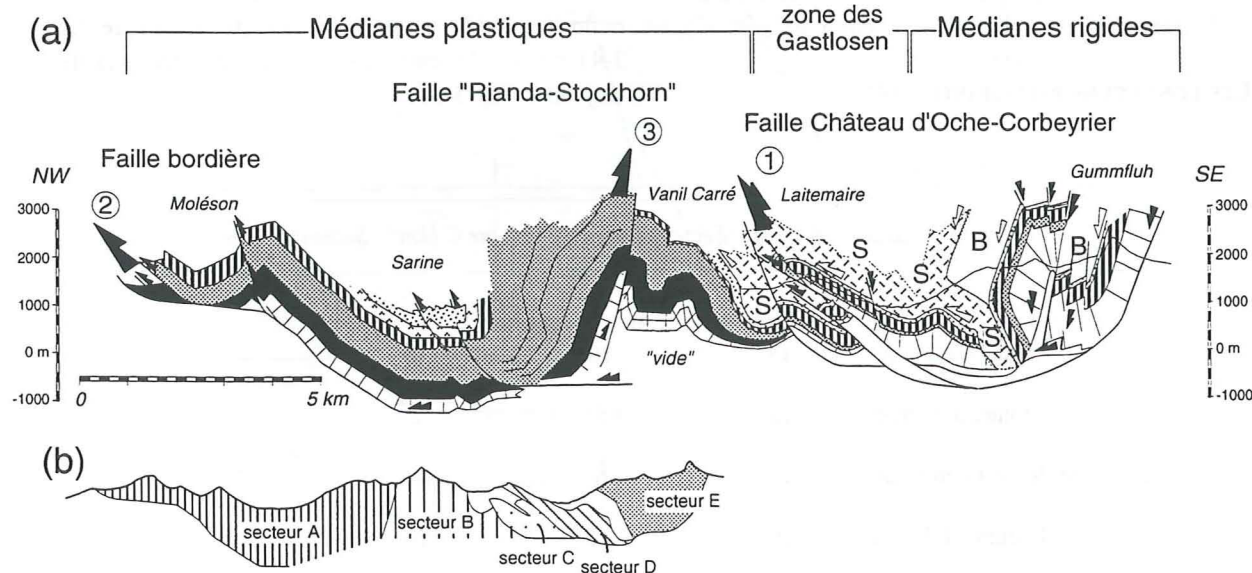 (a)
Médianes plastiques
zone des
Gastlosen
Médianes rigides
Faille "Rianda-Stockhorn"
Faille Château d'Oche-Corbeyrier
Faille bordière
③
①
NW
②
Moléson
Vanil Carré
Laitemaire
Gummfluh
SE
3000
2000
1000
0 m
-1000
Sarine
S
S
S
S
B
B
"vide"
3000
2000
1000
0 m
-1000
0
5 km
(b)
secteur A
secteur B
secteur C
secteur D
secteur E